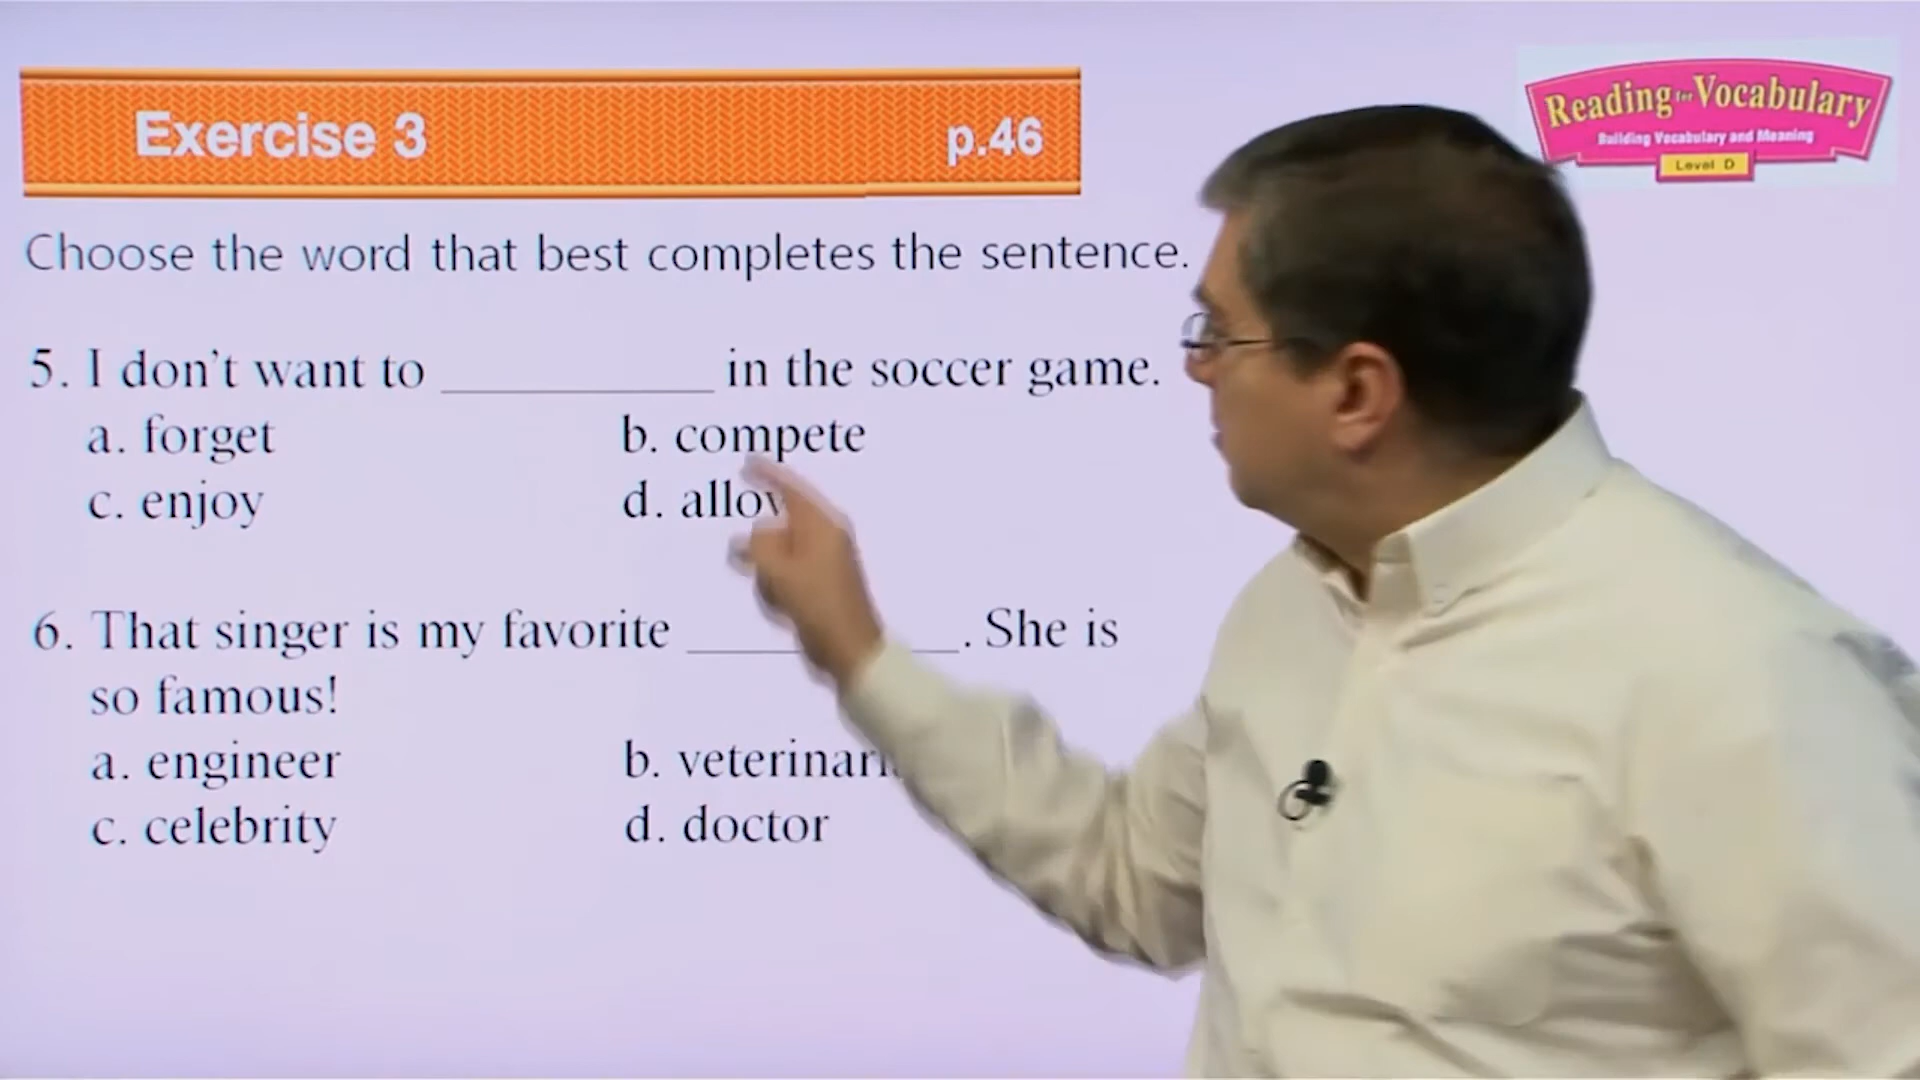 Exercise 3 p.46
Reading for Vocabulary
Building Vocabulary and Meaning
Level D
Choose the word that best completes the sentence.
5. I don't want to __________ in the soccer game.
a. forget b. compete
c. enjoy d.
6. That singer is my favorite __________. She is
so famous!
a. engineer b.
c. celebrity d. doctor